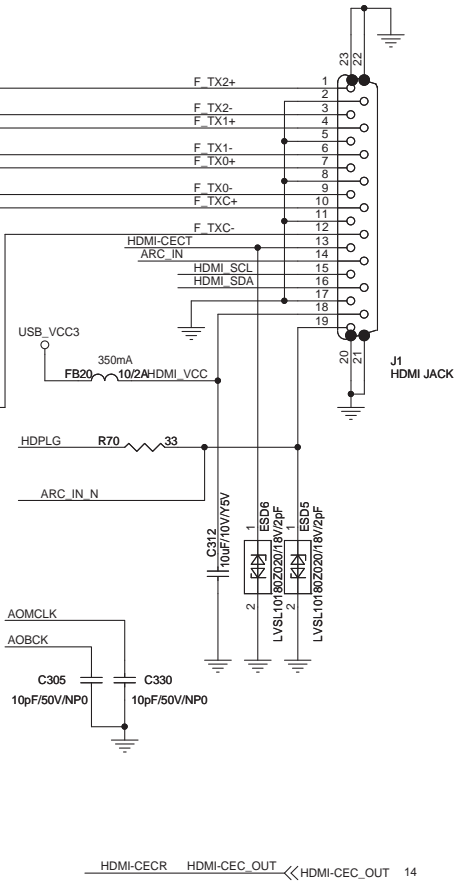 23
22
F_TX2+ 1
2
F_TX2- 3
F_TX1+ 4
5
F_TX1- 6
F_TX0+ 7
8
F_TX0- 9
F_TXC+ 10
11
F_TXC- 12
HDMI-CECT 13
ARC_IN 14
HDMI_SCL 15
HDMI_SDA 16
17
18
19
20
21
J1
HDMI JACK
USB_VCC3
350mA
FB20 10/2A HDMI_VCC
HDPLG R70 33
ARC_IN_N
C312
10uF/10V/Y5V
1
2
ESD6
LVSL10180Z020/18V/2pF
1
2
ESD5
LVSL10180Z020/18V/2pF
AOMCLK
AOBCK
C305 C330
10pF/50V/NP0 10pF/50V/NP0
HDMI-CECR HDMI-CEC_OUT HDMI-CEC_OUT 14